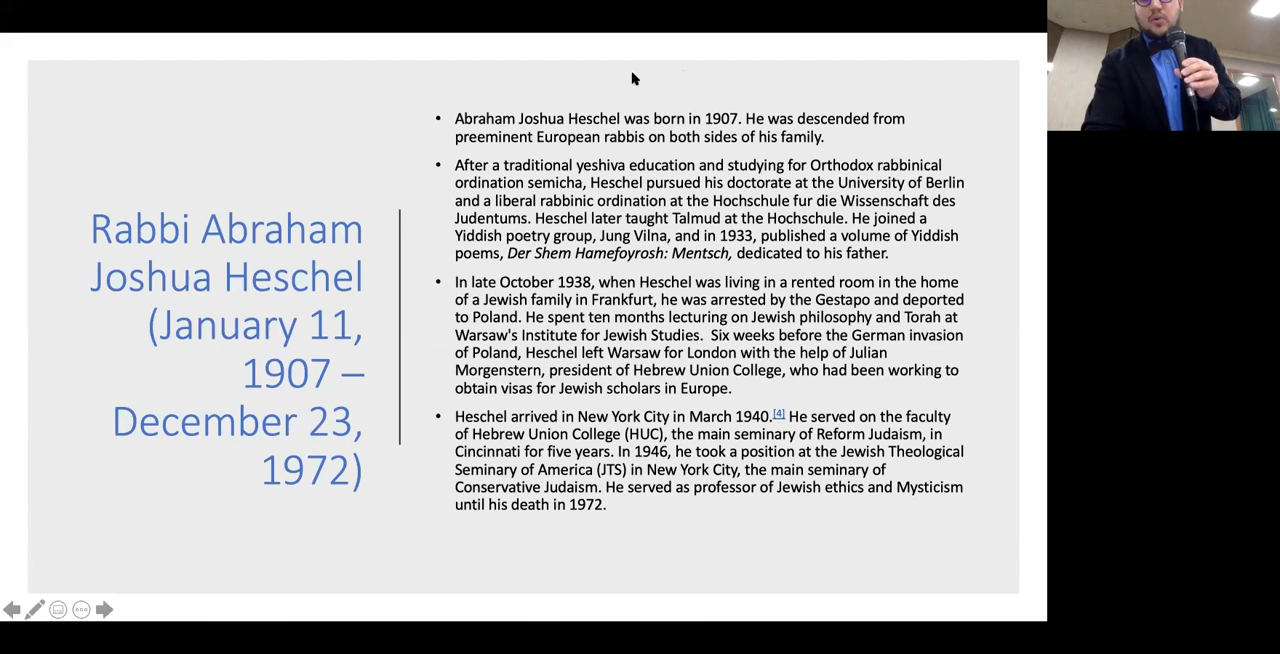 Rabbi Abraham
Joshua Heschel
(January 11,
1907 –
December 23,
1972)
• Abraham Joshua Heschel was born in 1907. He was descended from
preeminent European rabbis on both sides of his family.
• After a traditional yeshiva education and studying for Orthodox rabbinical
ordination semicha, Heschel pursued his doctorate at the University of Berlin
and a liberal rabbinic ordination at the Hochschule fur die Wissenschaft des
Judentums. Heschel later taught Talmud at the Hochschule. He joined a
Yiddish poetry group, Jung Vilna, and in 1933, published a volume of Yiddish
poems, Der Shem Hamefoyrosh: Mentsch, dedicated to his father.
• In late October 1938, when Heschel was living in a rented room in the home
of a Jewish family in Frankfurt, he was arrested by the Gestapo and deported
to Poland. He spent ten months lecturing on Jewish philosophy and Torah at
Warsaw's Institute for Jewish Studies.  Six weeks before the German invasion
of Poland, Heschel left Warsaw for London with the help of Julian
Morgenstern, president of Hebrew Union College, who had been working to
obtain visas for Jewish scholars in Europe.
• Heschel arrived in New York City in March 1940.[4] He served on the faculty
of Hebrew Union College (HUC), the main seminary of Reform Judaism, in
Cincinnati for five years. In 1946, he took a position at the Jewish Theological
Seminary of America (JTS) in New York City, the main seminary of
Conservative Judaism. He served as professor of Jewish ethics and Mysticism
until his death in 1972.